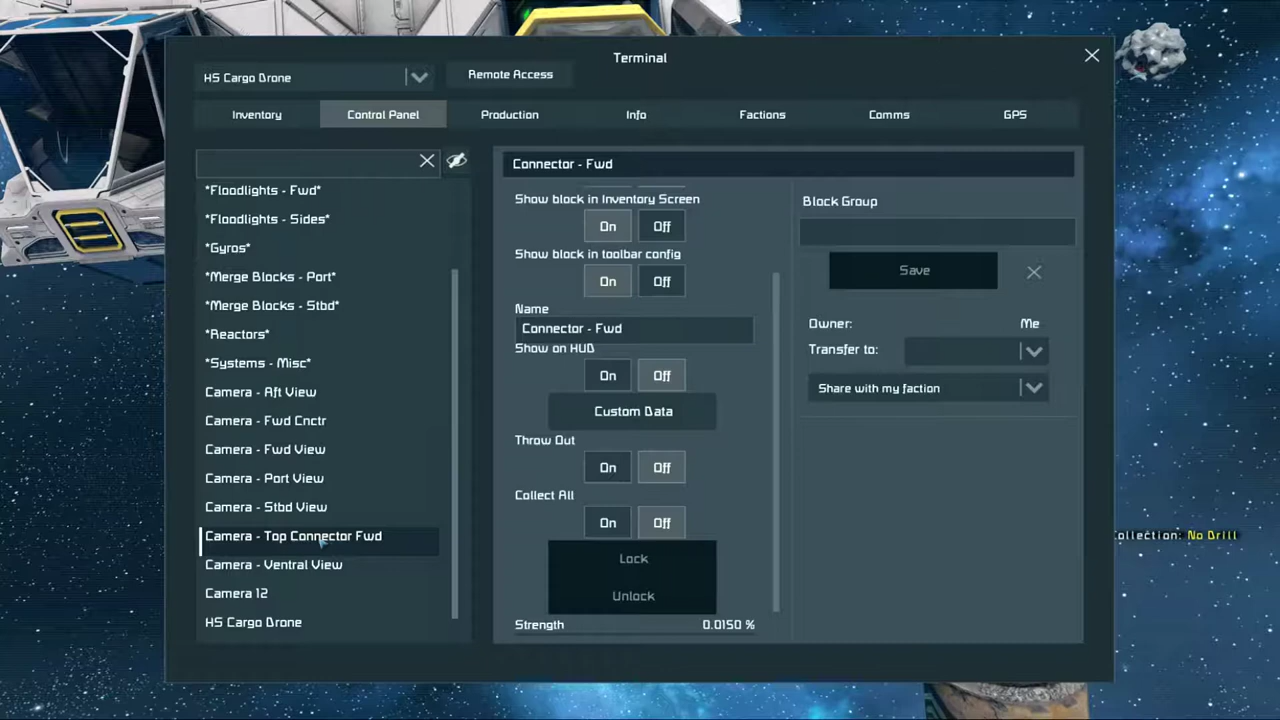 Terminal
HS Cargo Drone
Remote Access
Inventory
Control Panel
Production
Info
Factions
Comms
GPS
*Floodlights - Fwd*
*Floodlights - Sides*
*Gyros*
*Merge Blocks - Port*
*Merge Blocks - Stbd*
*Reactors*
*Systems - Misc*
Camera - Aft View
Camera - Fwd Cnctr
Camera - Fwd View
Camera - Port View
Camera - Stbd View
Camera - Top Connector Fwd
Camera - Ventral View
Camera 12
HS Cargo Drone
Connector - Fwd
Show block in Inventory Screen
On Off
Show block in toolbar config
On Off
Name
Connector - Fwd
Show on HUD
On Off
Custom Data
Throw Out
On Off
Collect All
On Off
Lock
Unlock
Strength 0.0150 %
Block Group
Save
Owner: Me
Transfer to:
Share with my faction
ollection: No Drill